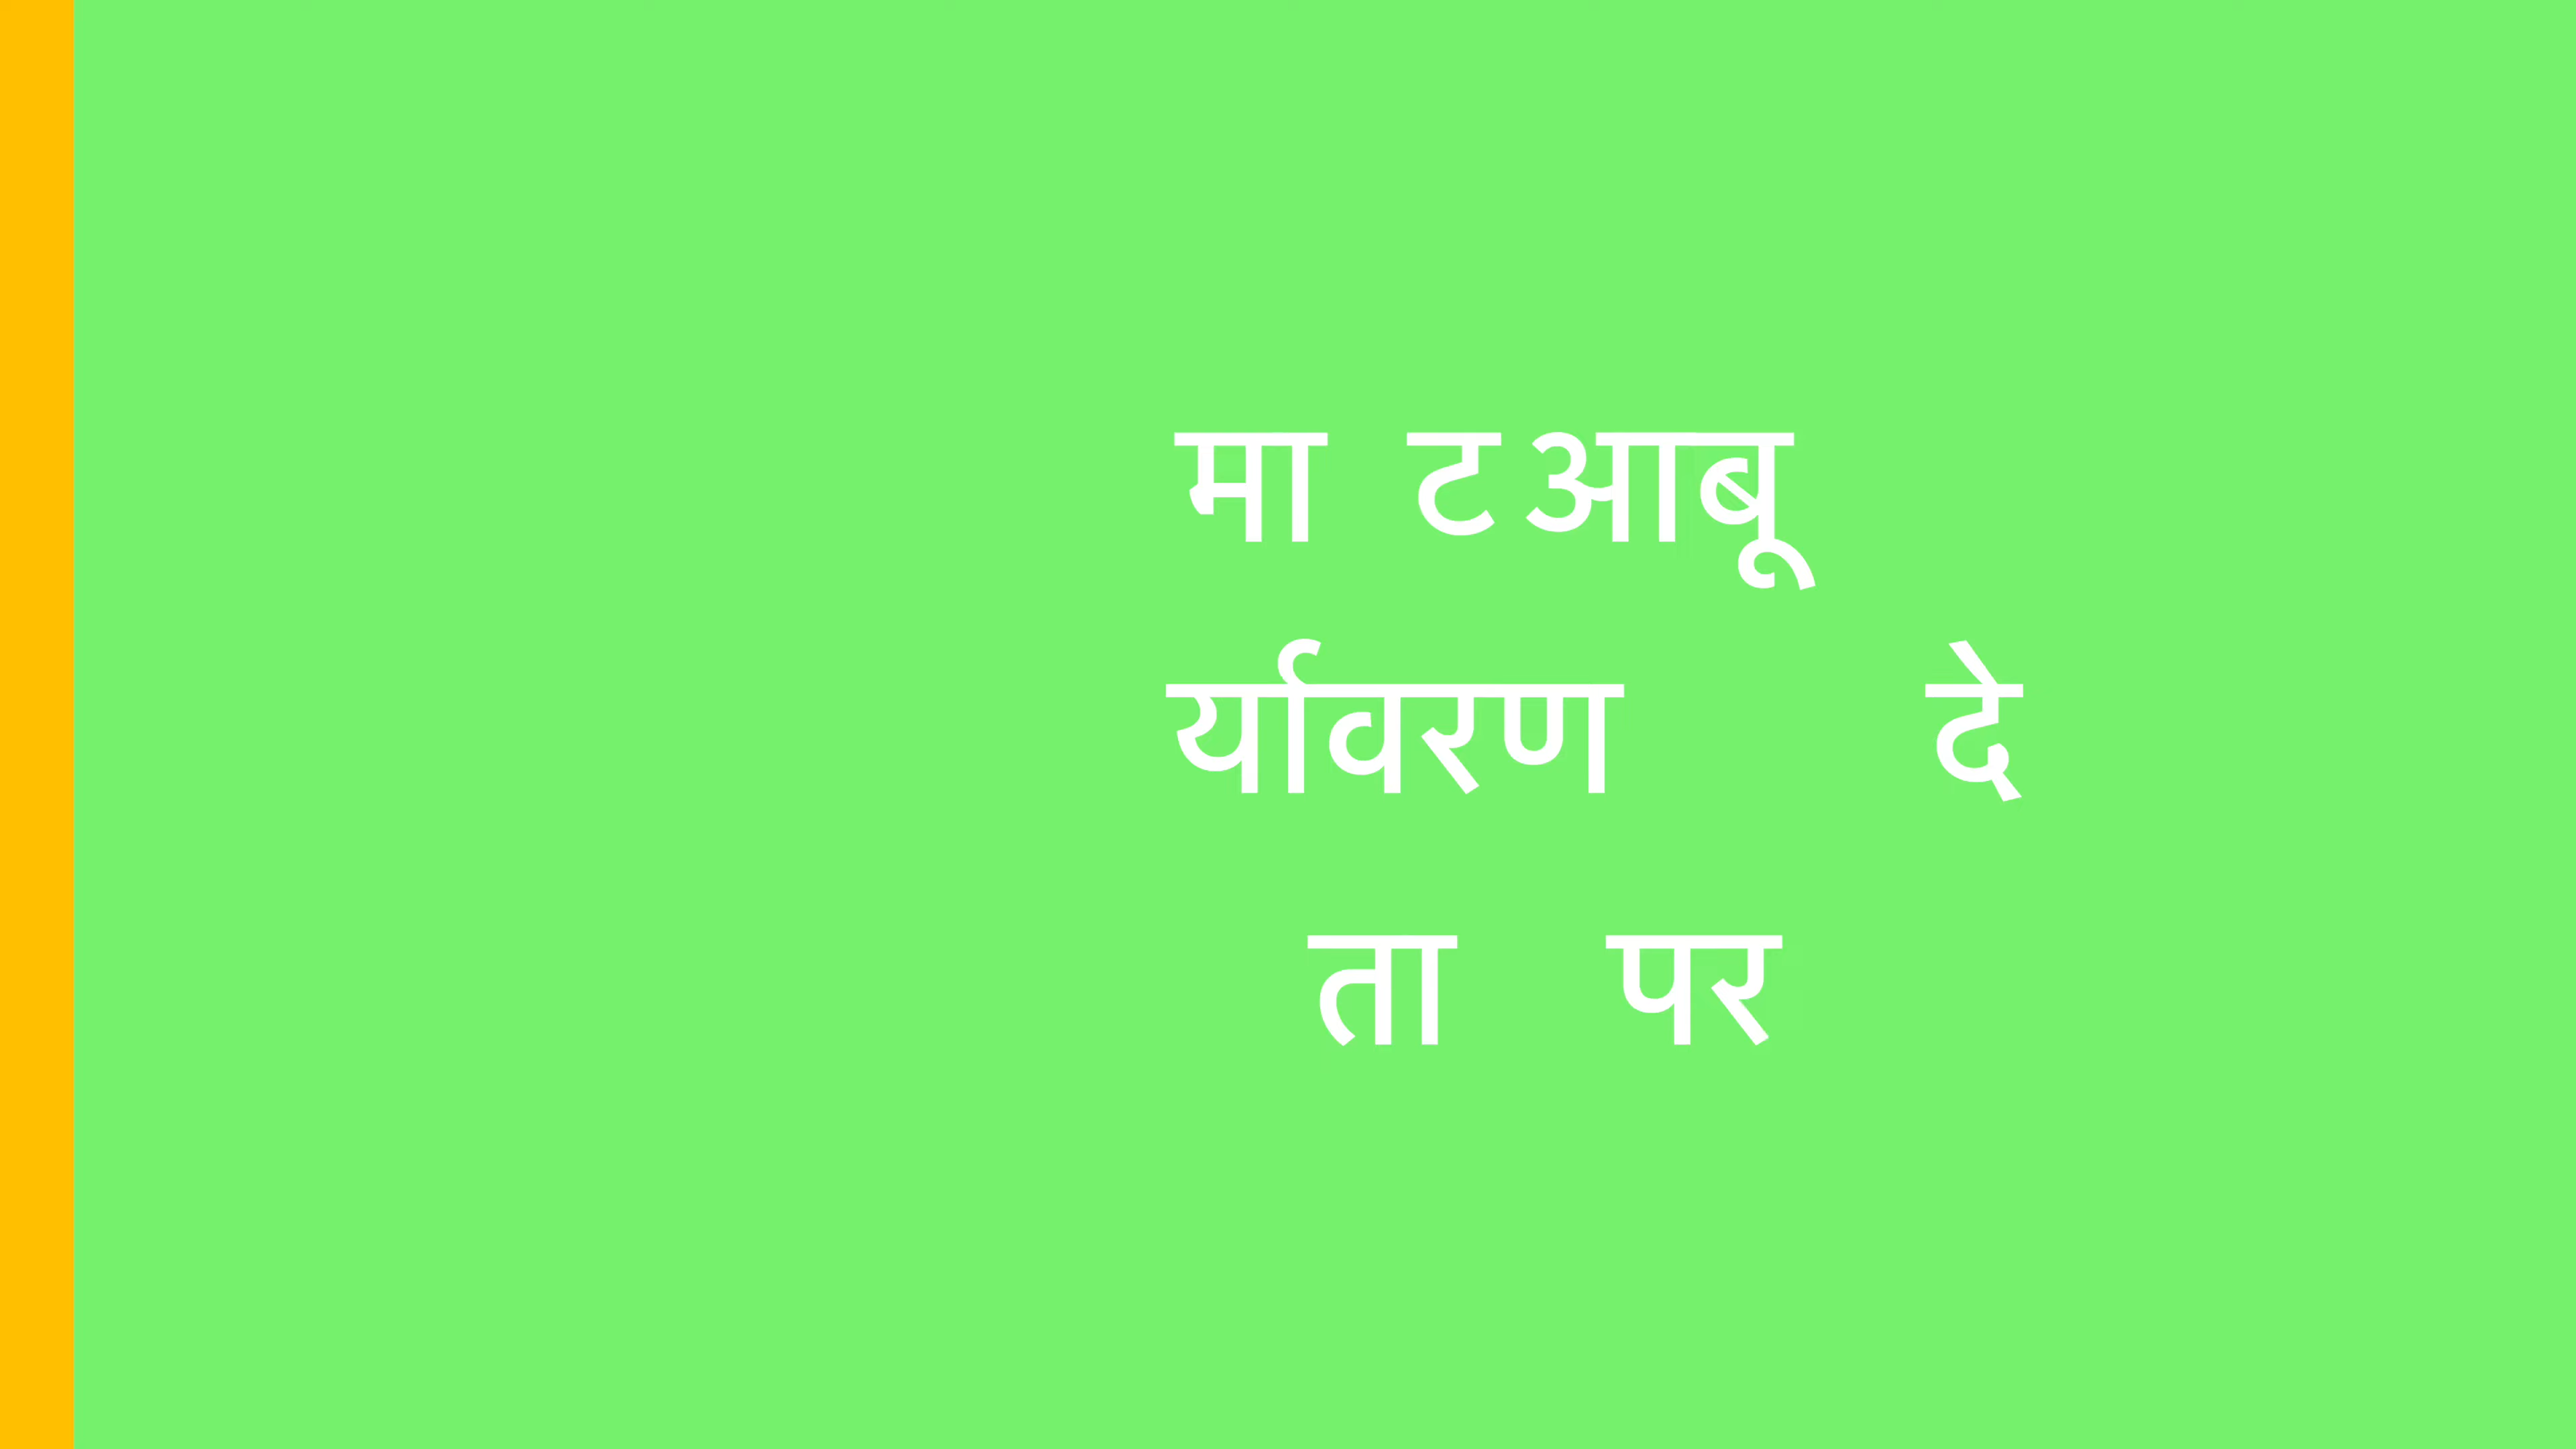 मा ट आबू
र्यावरण दे
ता पर